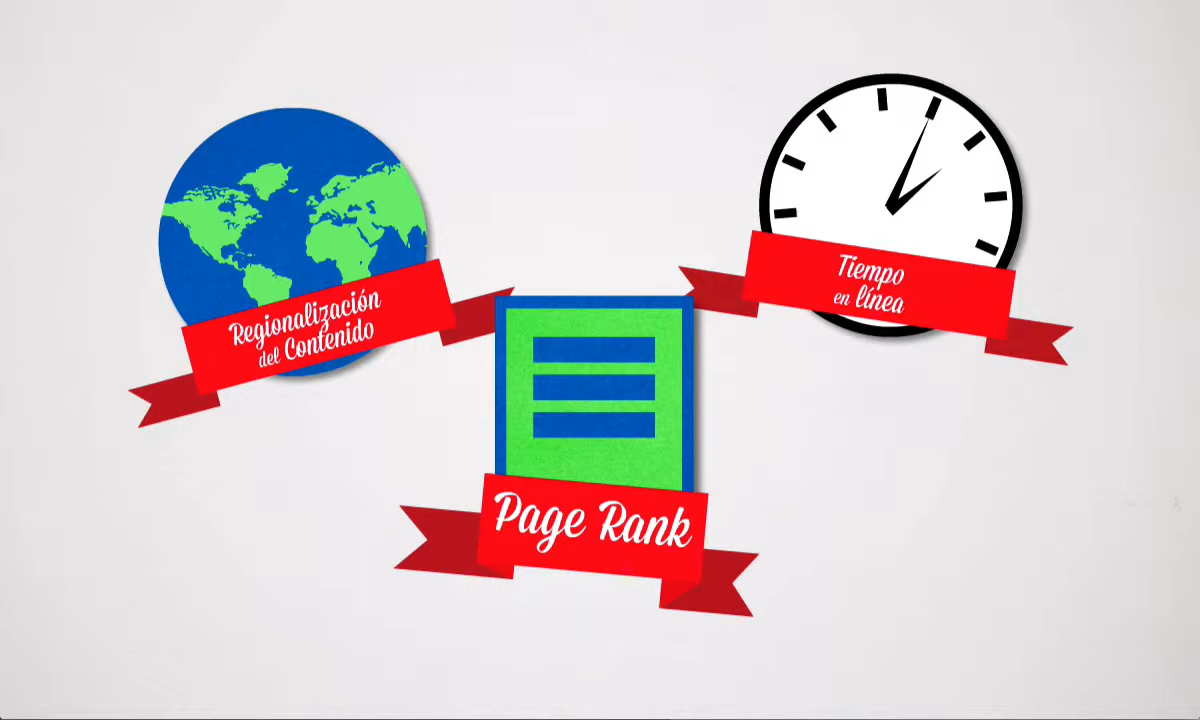 Regionalización
del Contenido
Tiempo
en línea
Page Rank